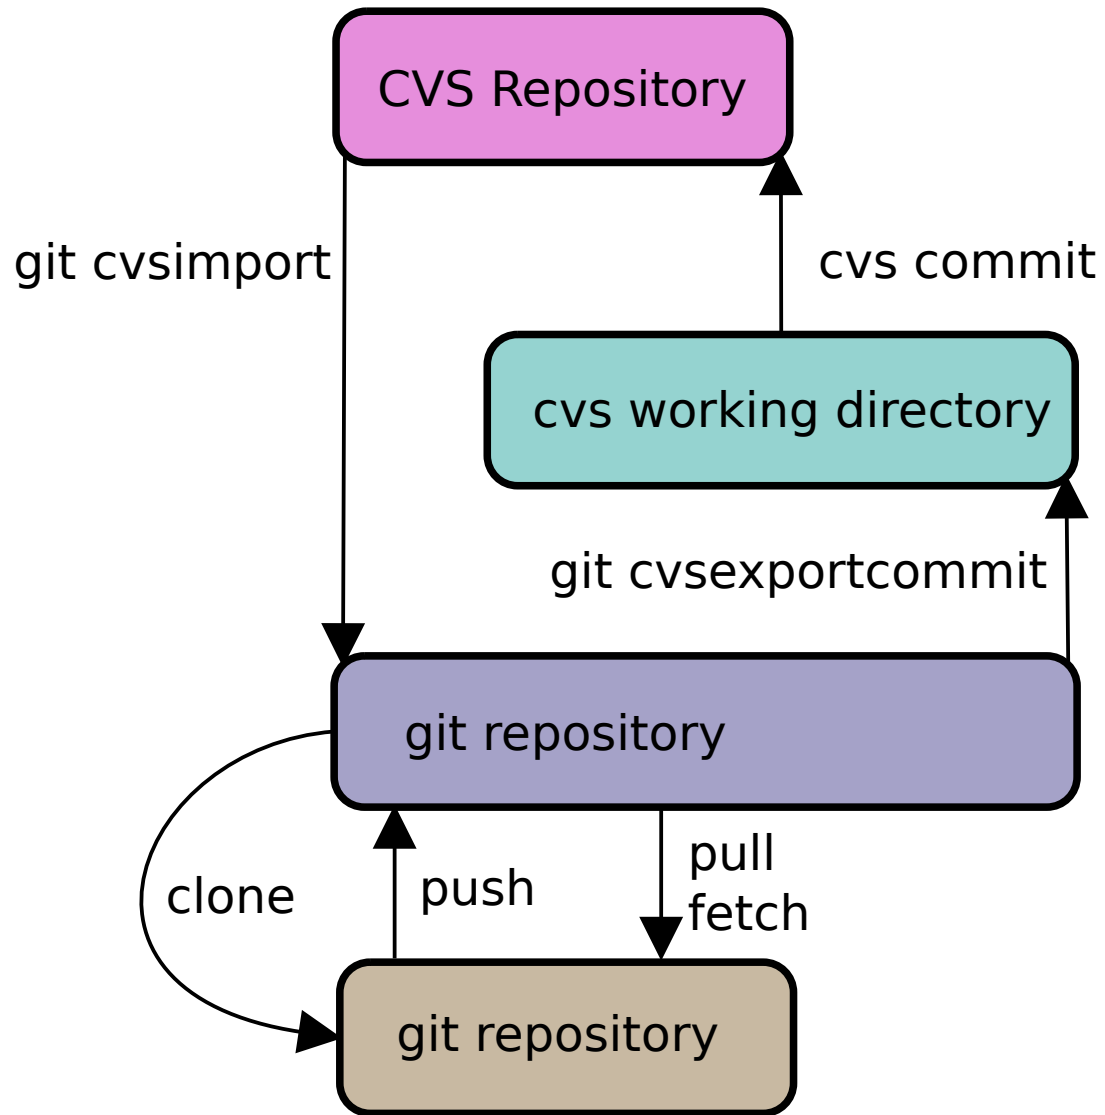 CVS Repository
git cvsimport
cvs commit
cvs working directory
git cvsexportcommit
git repository
pull
clone
push
fetch
git repository